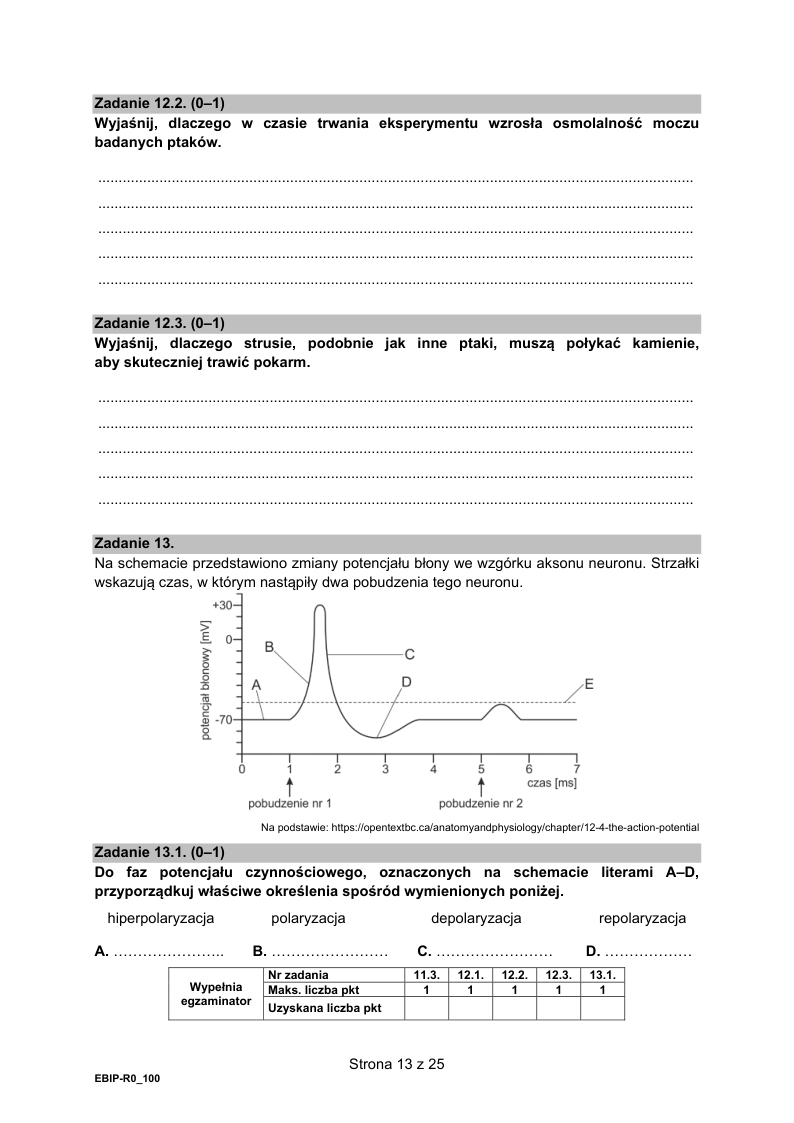 Zadanie 12.2. (0–1)
Wyjaśnij, dlaczego w czasie trwania eksperymentu wzrosła osmolalność moczu
badanych ptaków.
......................................................................................................................................................
......................................................................................................................................................
......................................................................................................................................................
......................................................................................................................................................
......................................................................................................................................................
Zadanie 12.3. (0–1)
Wyjaśnij, dlaczego strusie, podobnie jak inne ptaki, muszą połykać kamienie,
aby skuteczniej trawić pokarm.
......................................................................................................................................................
......................................................................................................................................................
......................................................................................................................................................
......................................................................................................................................................
......................................................................................................................................................
Zadanie 13.
Na schemacie przedstawiono zmiany potencjału błony we wzgórku aksonu neuronu. Strzałki
wskazują czas, w którym nastąpiły dwa pobudzenia tego neuronu.
potencjał błonowy [mV]
+30
0
-70
A
B
C
D
E
0 1 2 3 4 5 6 7
czas [ms]
pobudzenie nr 1 pobudzenie nr 2
Na podstawie: https://opentextbc.ca/anatomyandphysiology/chapter/12-4-the-action-potential
Zadanie 13.1. (0–1)
Do faz potencjału czynnościowego, oznaczonych na schemacie literami A–D,
przyporządkuj właściwe określenia spośród wymienionych poniżej.
hiperpolaryzacja polaryzacja depolaryzacja repolaryzacja
A. ………………….. B. …………………… C. …………………… D. ………………
Wypełnia
egzaminator
Nr zadania 11.3. 12.1. 12.2. 12.3. 13.1.
Maks. liczba pkt 1 1 1 1 1
Uzyskana liczba pkt
Strona 13 z 25
EBIP-R0_100